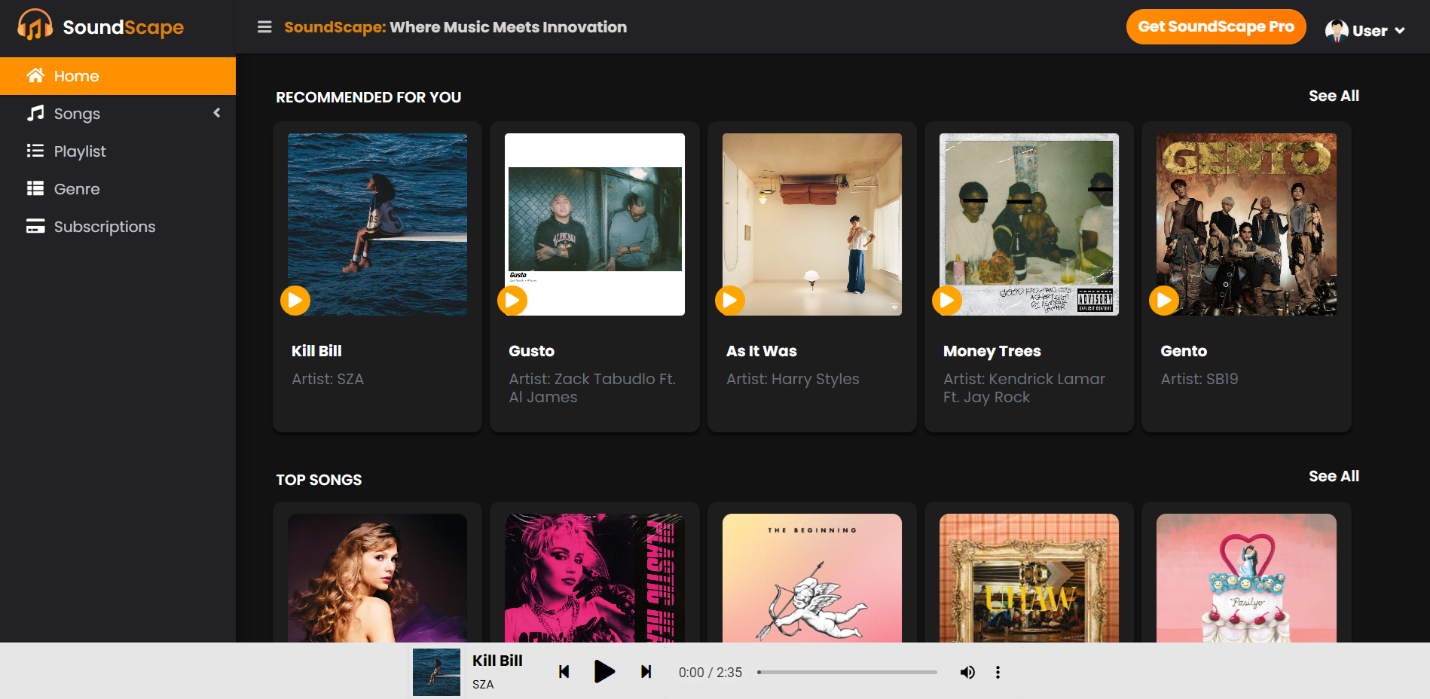 SoundScape
SoundScape: Where Music Meets Innovation
Get SoundScape Pro
User
Home
Songs
Playlist
Genre
Subscriptions
RECOMMENDED FOR YOU
See All
Gusto
GENTO
ADVISORY
Kill Bill
Artist: SZA
Gusto
Artist: Zack Tabudlo Ft.
Al James
As It Was
Artist: Harry Styles
Money Trees
Artist: Kendrick Lamar
Ft. Jay Rock
Gento
Artist: SB19
TOP SONGS
See All
THE BEGINNING
UHAW
Pasilyo
Kill Bill
SZA
0:00 / 2:35